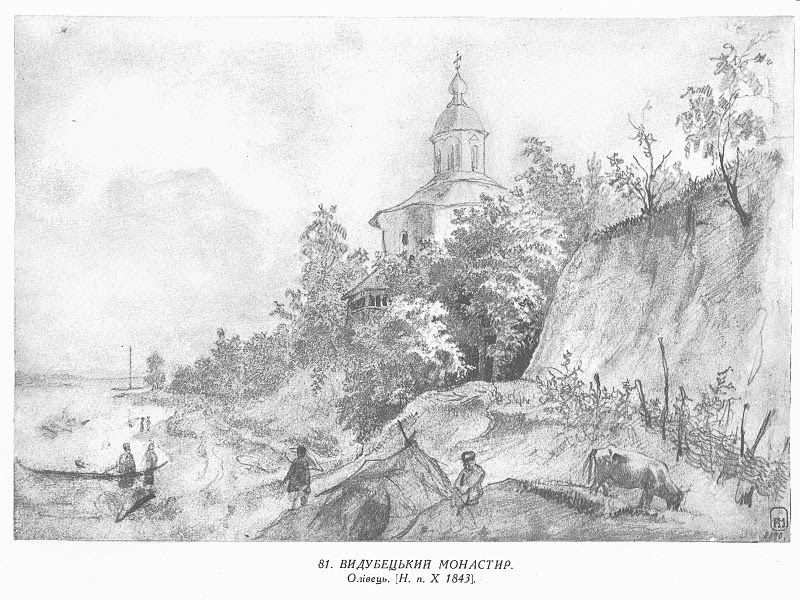 81. ВИДУБЕЦЬКИЙ МОНАСТИР.
Олівець. [Н. п. X 1843].